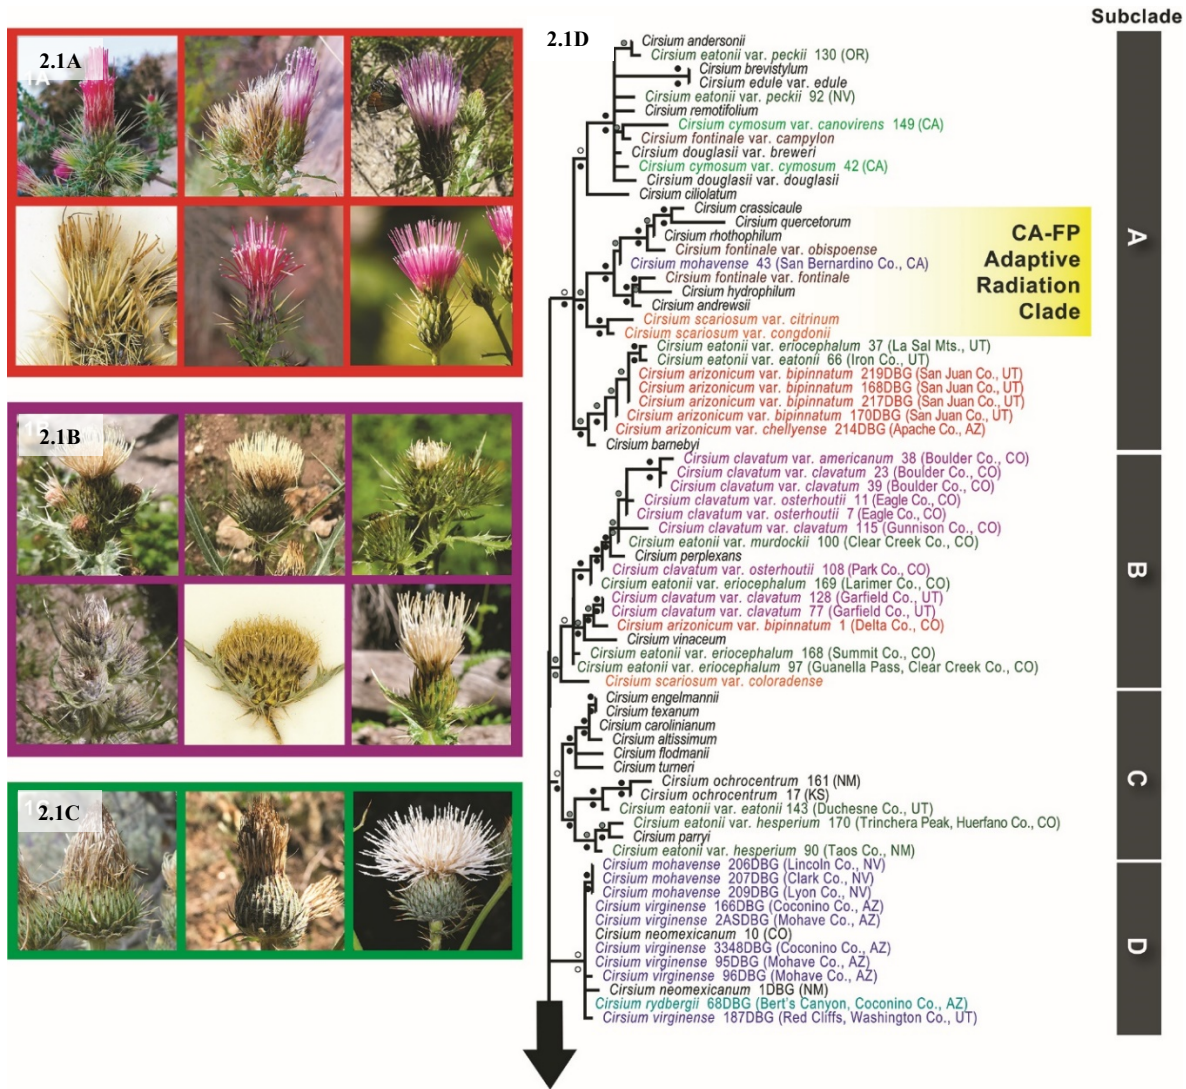 2.1A
2.1B
2.1C
2.1D
Subclade
Cirsium andersonii
Cirsium eatonii var. peckii 130 (OR)
Cirsium brevistylum
Cirsium edule var. edule
Cirsium eatonii var. peckii 92 (NV)
Cirsium remotifolium
Cirsium cymosum var. canovirens 149 (CA)
Cirsium fontinale var. campylon
Cirsium douglasii var. breweri
Cirsium cymosum var. cymosum 42 (CA)
Cirsium douglasii var. douglasii
Cirsium ciliolatum
Cirsium crassicaule
Cirsium quercetorum
Cirsium rhothophilum
Cirsium fontinale var. obispoense
Cirsium mohavense 43 (San Bernardino Co., CA)
Cirsium fontinale var. fontinale
Cirsium hydrophilum
Cirsium andrewsii
Cirsium scariosum var. citrinum
Cirsium scariosum var. congdonii
Cirsium eatonii var. eriocephalum 37 (La Sal Mts., UT)
Cirsium eatonii var. eatonii 66 (Iron Co., UT)
Cirsium arizonicum var. bipinnatum 219DBG (San Juan Co., UT)
Cirsium arizonicum var. bipinnatum 168DBG (San Juan Co., UT)
Cirsium arizonicum var. bipinnatum 217DBG (San Juan Co., UT)
Cirsium arizonicum var. bipinnatum 170DBG (San Juan Co., UT)
Cirsium arizonicum var. chellyense 214DBG (Apache Co., AZ)
Cirsium barnebyi
CA-FP
Adaptive
Radiation
Clade
A
Cirsium clavatum var. americanum 38 (Boulder Co., CO)
Cirsium clavatum var. clavatum 23 (Boulder Co., CO)
Cirsium clavatum var. clavatum 39 (Boulder Co., CO)
Cirsium clavatum var. osterhoutii 11 (Eagle Co., CO)
Cirsium clavatum var. osterhoutii 7 (Eagle Co., CO)
Cirsium clavatum var. clavatum 115 (Gunnison Co., CO)
Cirsium eatonii var. murdockii 100 (Clear Creek Co., CO)
Cirsium perplexans
Cirsium clavatum var. osterhoutii 108 (Park Co., CO)
Cirsium eatonii var. eriocephalum 169 (Larimer Co., CO)
Cirsium clavatum var. clavatum 128 (Garfield Co., UT)
Cirsium clavatum var. clavatum 77 (Garfield Co., UT)
Cirsium arizonicum var. bipinnatum 1 (Delta Co., CO)
Cirsium vinaceum
Cirsium eatonii var. eriocephalum 168 (Summit Co., CO)
Cirsium eatonii var. eriocephalum 97 (Guanella Pass, Clear Creek Co., CO)
Cirsium scariosum var. coloradense
B
Cirsium engelmannii
Cirsium texanum
Cirsium carolinianum
Cirsium altissimum
Cirsium flodmanii
Cirsium turneri
Cirsium ochrocentrum 161 (NM)
Cirsium ochrocentrum 17 (KS)
Cirsium eatonii var. eatonii 143 (Duchesne Co., UT)
Cirsium eatonii var. hesperium 170 (Trinchera Peak, Huerfano Co., CO)
Cirsium parryi
Cirsium eatonii var. hesperium 90 (Taos Co., NM)
C
Cirsium mohavense 206DBG (Lincoln Co., NV)
Cirsium mohavense 207DBG (Clark Co., NV)
Cirsium mohavense 209DBG (Lyon Co., NV)
Cirsium virginense 166DBG (Coconino Co., AZ)
Cirsium virginense 2ASDBG (Mohave Co., AZ)
Cirsium neomexicanum 10 (CO)
Cirsium virginense 3348DBG (Coconino Co., AZ)
Cirsium virginense 95DBG (Mohave Co., AZ)
Cirsium virginense 96DBG (Mohave Co., AZ)
Cirsium neomexicanum 1DBG (NM)
Cirsium rydbergii 68DBG (Bert's Canyon, Coconino Co., AZ)
Cirsium virginense 187DBG (Red Cliffs, Washington Co., UT)
D